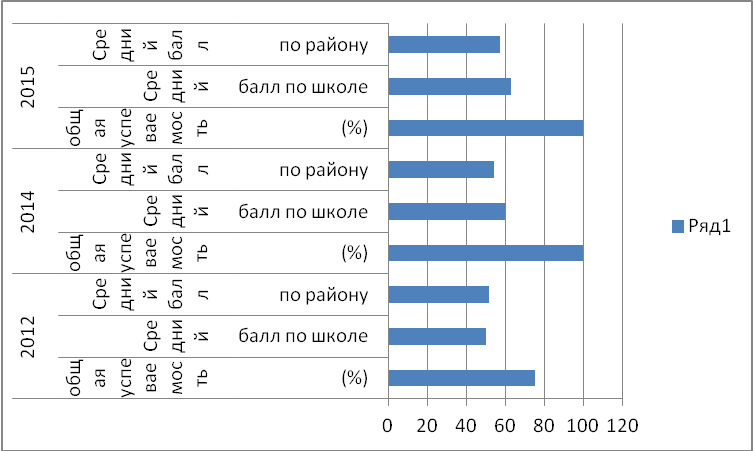 2015
Сре
дни
й
бал
л
по району
Сре
дни
й
балл по школе
общ
ая
успе
вае
мос
ть
(%)
2014
Сре
дни
й
бал
л
по району
Сре
дни
й
балл по школе
общ
ая
успе
вае
мос
ть
(%)
2012
Сре
дни
й
бал
л
по району
Сре
дни
й
балл по школе
общ
ая
успе
вае
мос
ть
(%)
0 20 40 60 80 100 120
Ряд1